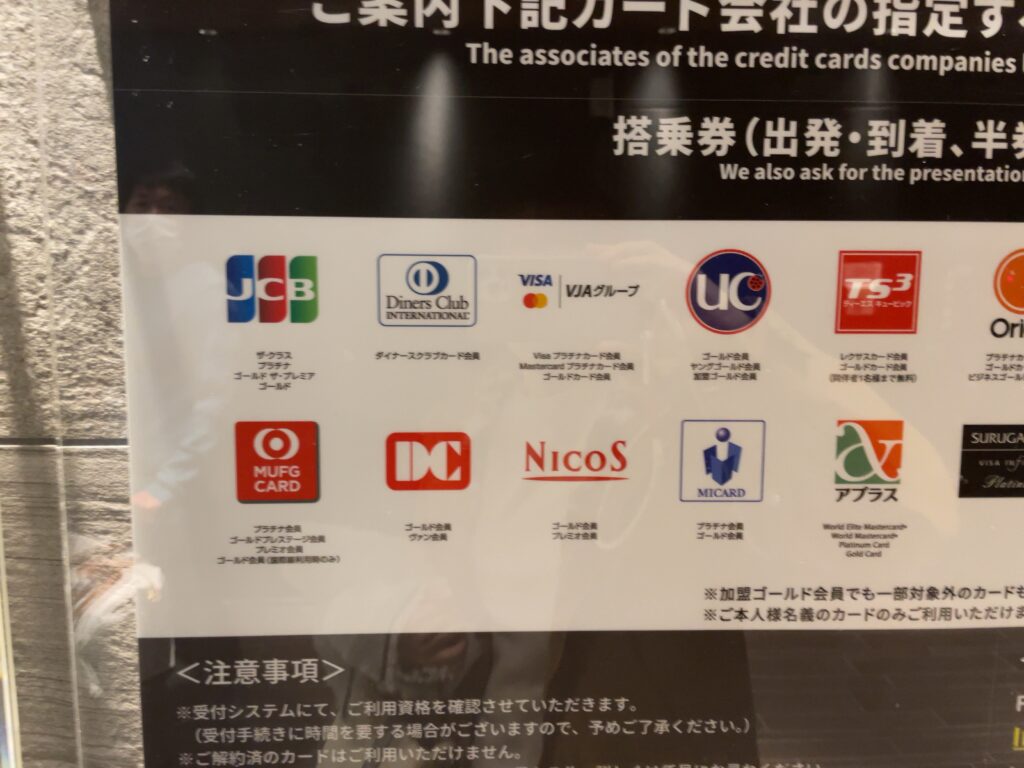 ご案内下記カード会社の指定する
The associates of the credit cards companies
搭乗券(出発・到着、半券
We also ask for the presentation
JCB
Diners Club
INTERNATIONAL
VISA
VJAグループ
UC
TS3
ティーエス キュービック
Ori
ザ・クラス
プラチナ
ゴールド ザ・プレミア
ゴールド
ダイナースクラブカード会員
Visa プラチナカード会員
Mastercard プラチナカード会員
ゴールドカード会員
ゴールド会員
ヤングゴールド会員
加盟ゴールド会員
レクサスカード会員
ゴールドカード会員
(同伴者1名様まで無料)
プラチナカ
ゴールドカー
ビジネスゴール
MUFG
CARD
DC
NICOS
MICARD
アプラス
SURUGA
VISA INF
Platin
プラチナ会員
ゴールドプレステージ会員
プレミオ会員
ゴールド会員(国際線利用時のみ)
ゴールド会員
ヴァン会員
ゴールド会員
プレミオ会員
プラチナ会員
ゴールド会員
World Elite Mastercard®
World Mastercard®
Platinum Card
Gold Card
※加盟ゴールド会員でも一部対象外のカードも
※ご本人様名義のカードのみご利用いただけま
<注意事項>
※受付システムにて、ご利用資格を確認させていただきます。
(受付手続きに時間を要する場合がございますので、予めご了承ください。)
※ご解約済のカードはご利用いただけません。